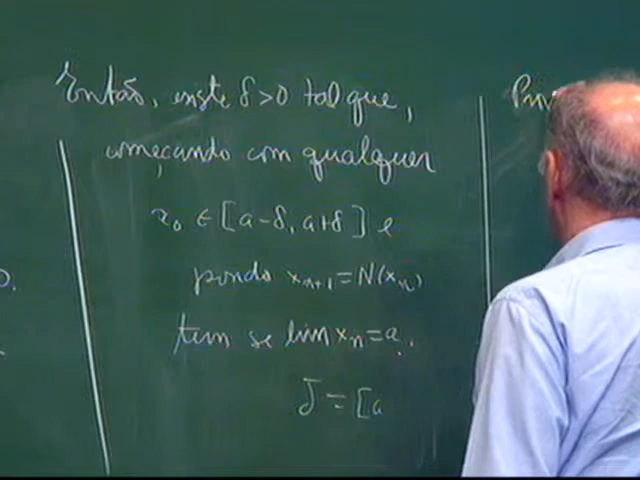 Então, existe δ>0 tal que,
começando com qualquer
x₀ ∈ [a-δ, a+δ] e
pondo xₙ₊₁=N(xₙ)
tem se lim xₙ=a.
J = [a